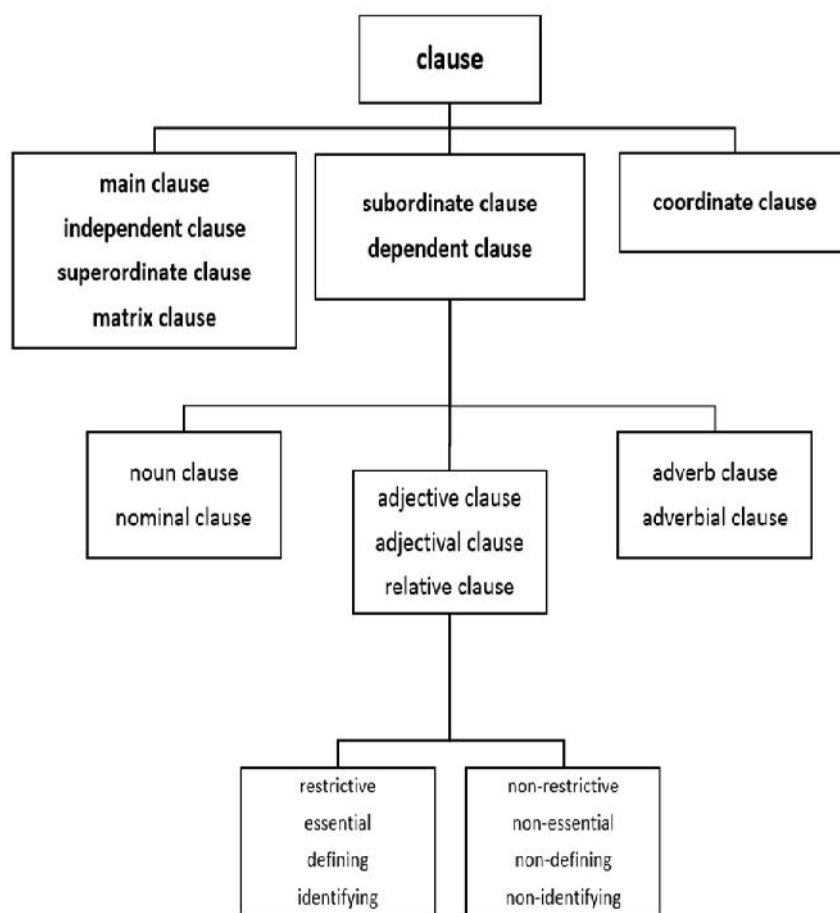 clause
main clause
independent clause
superordinate clause
matrix clause
subordinate clause
dependent clause
coordinate clause
noun clause
nominal clause
adjective clause
adjectival clause
relative clause
adverb clause
adverbial clause
restrictive
essential
defining
identifying
non-restrictive
non-essential
non-defining
non-identifying